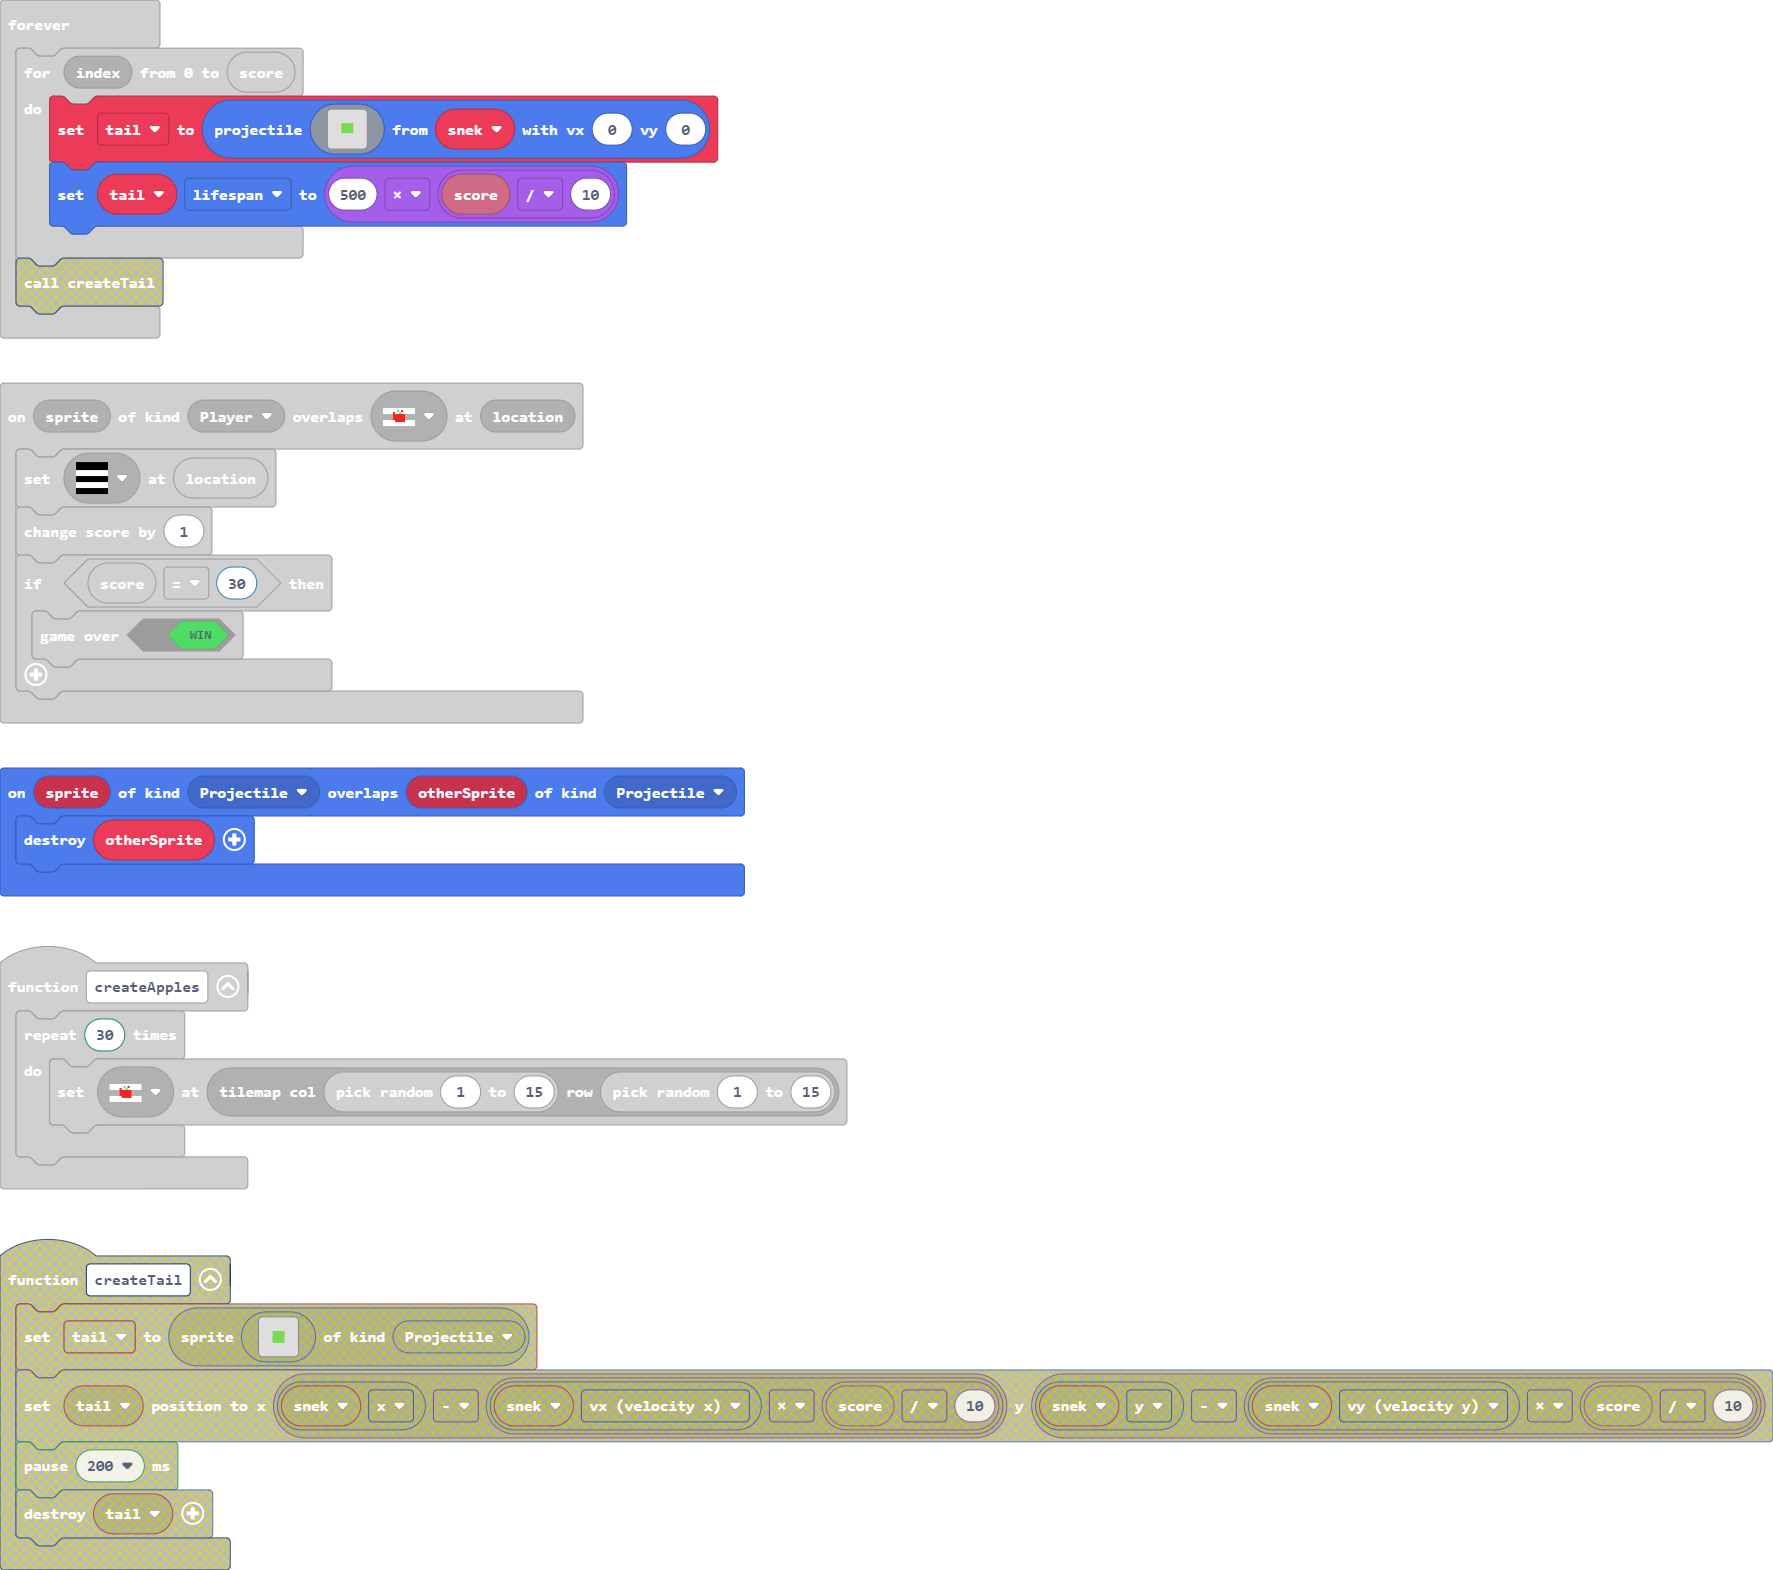 forever
for index from 0 to score
do
set tail to projectile from snek with vx 0 vy 0
set tail lifespan to 500 × score / 10
call createTail
on sprite of kind Player overlaps at location
set at location
change score by 1
if score = 30 then
game over WIN
on sprite of kind Projectile overlaps otherSprite of kind Projectile
destroy otherSprite
function createApples
repeat 30 times
do
set at tilemap col pick random 1 to 15 row pick random 1 to 15
function createTail
set tail to sprite of kind Projectile
set tail position to x snek x - snek vx (velocity x) × score / 10 y snek y - snek vy (velocity y) × score / 10
pause 200 ms
destroy tail